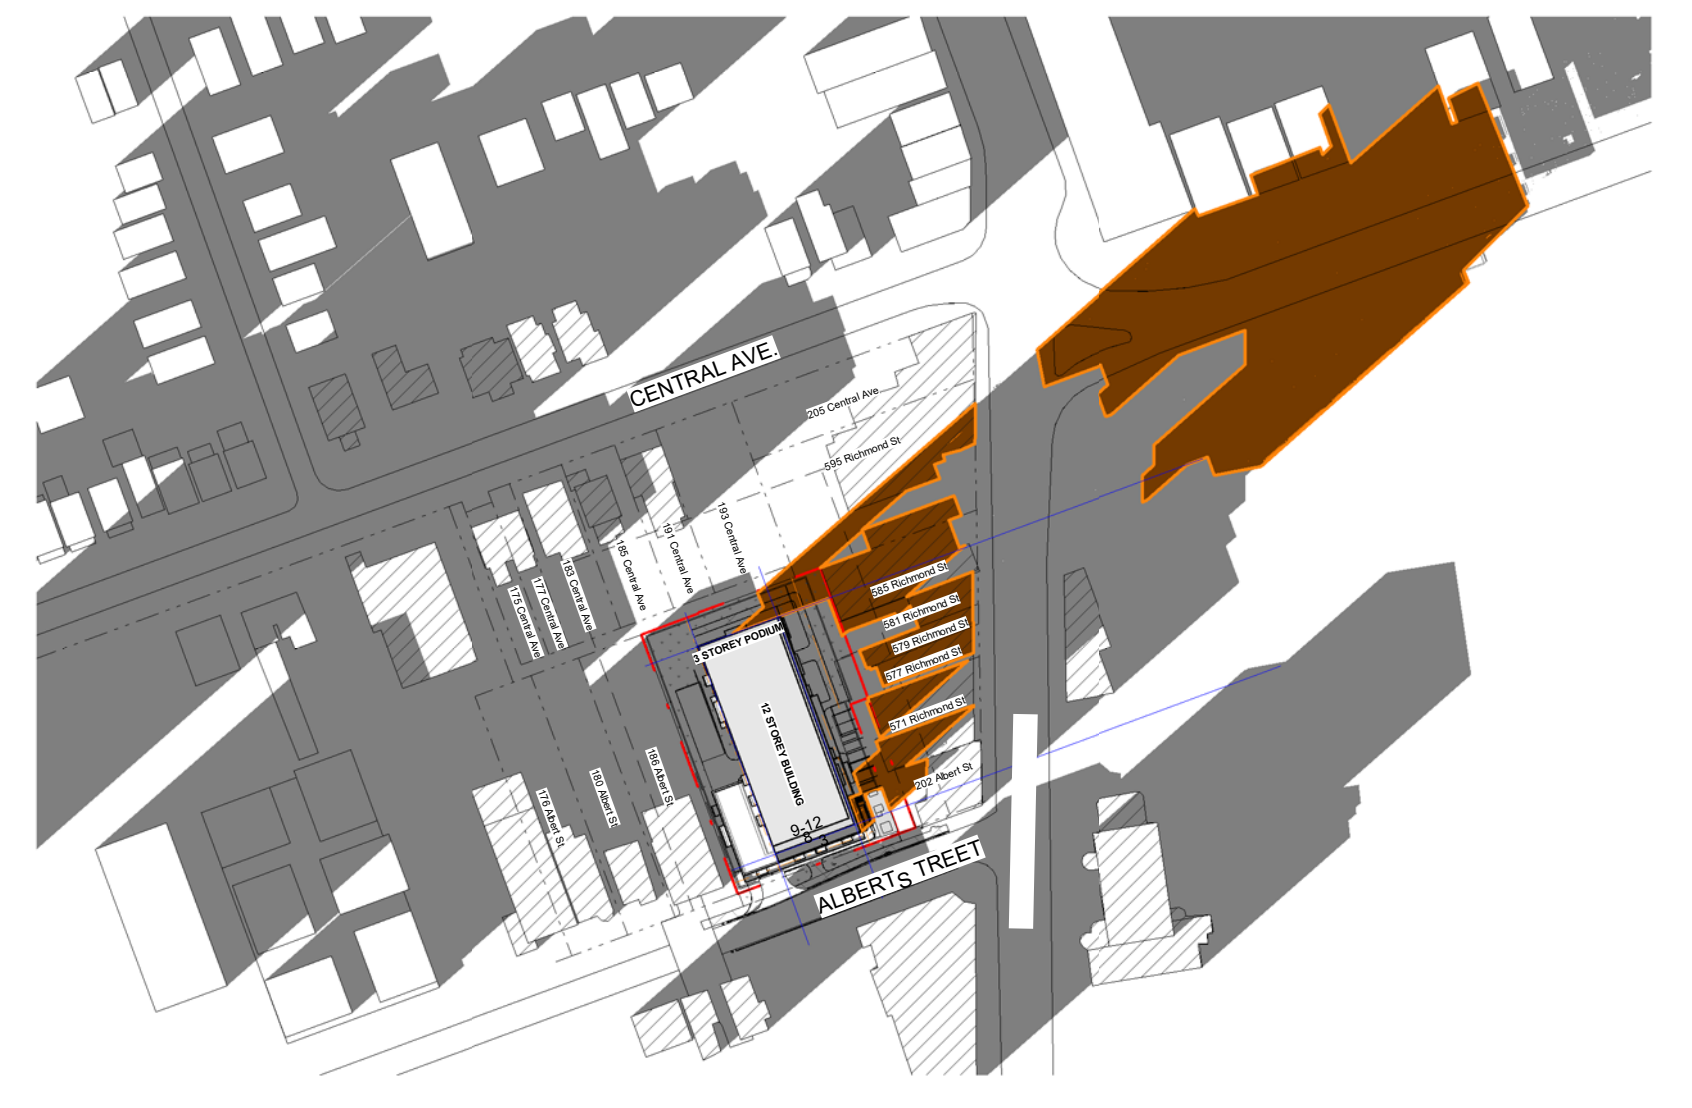 CENTRAL AVE.
205 Central Ave
595 Richmond St
193 Central Ave
191 Central Ave
185 Central Ave
183 Central Ave
177 Central Ave
175 Central Ave
585 Richmond St
581 Richmond St
579 Richmond St
577 Richmond St
571 Richmond St
3 STOREY PODIUM
12 STOREY BUILDING
202 Albert St
186 Albert St
180 Albert St
176 Albert St
9-12
8
3
ALBERTS TREET